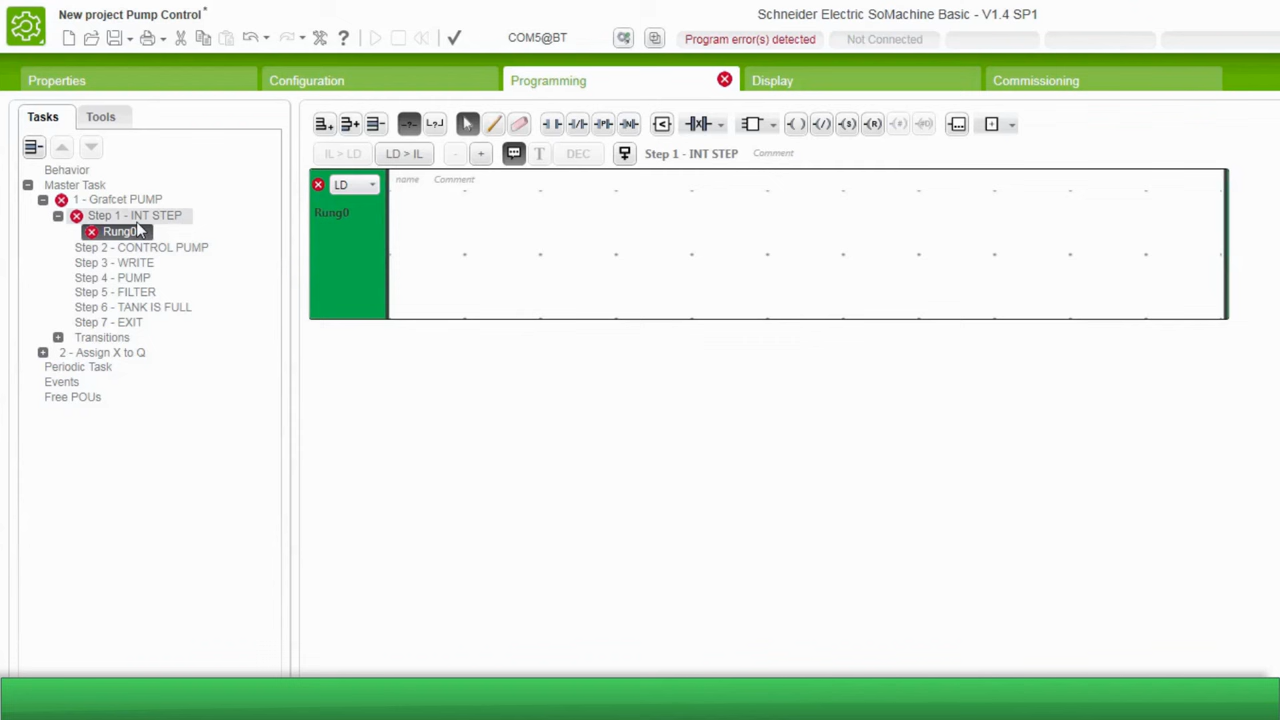 New project Pump Control *
Schneider Electric SoMachine Basic - V1.4 SP1
COM5@BT
Program error(s) detected
Not Connected
Properties
Configuration
Programming
Display
Commissioning
Tasks
Tools
IL > LD
LD > IL
-
+
T
DEC
Step 1 - INT STEP
Comment
Behavior
Master Task
1 - Grafcet PUMP
Step 1 - INT STEP
Rung0
Step 2 - CONTROL PUMP
Step 3 - WRITE
Step 4 - PUMP
Step 5 - FILTER
Step 6 - TANK IS FULL
Step 7 - EXIT
Transitions
2 - Assign X to Q
Periodic Task
Events
Free POUs
LD
name Comment
Rung0